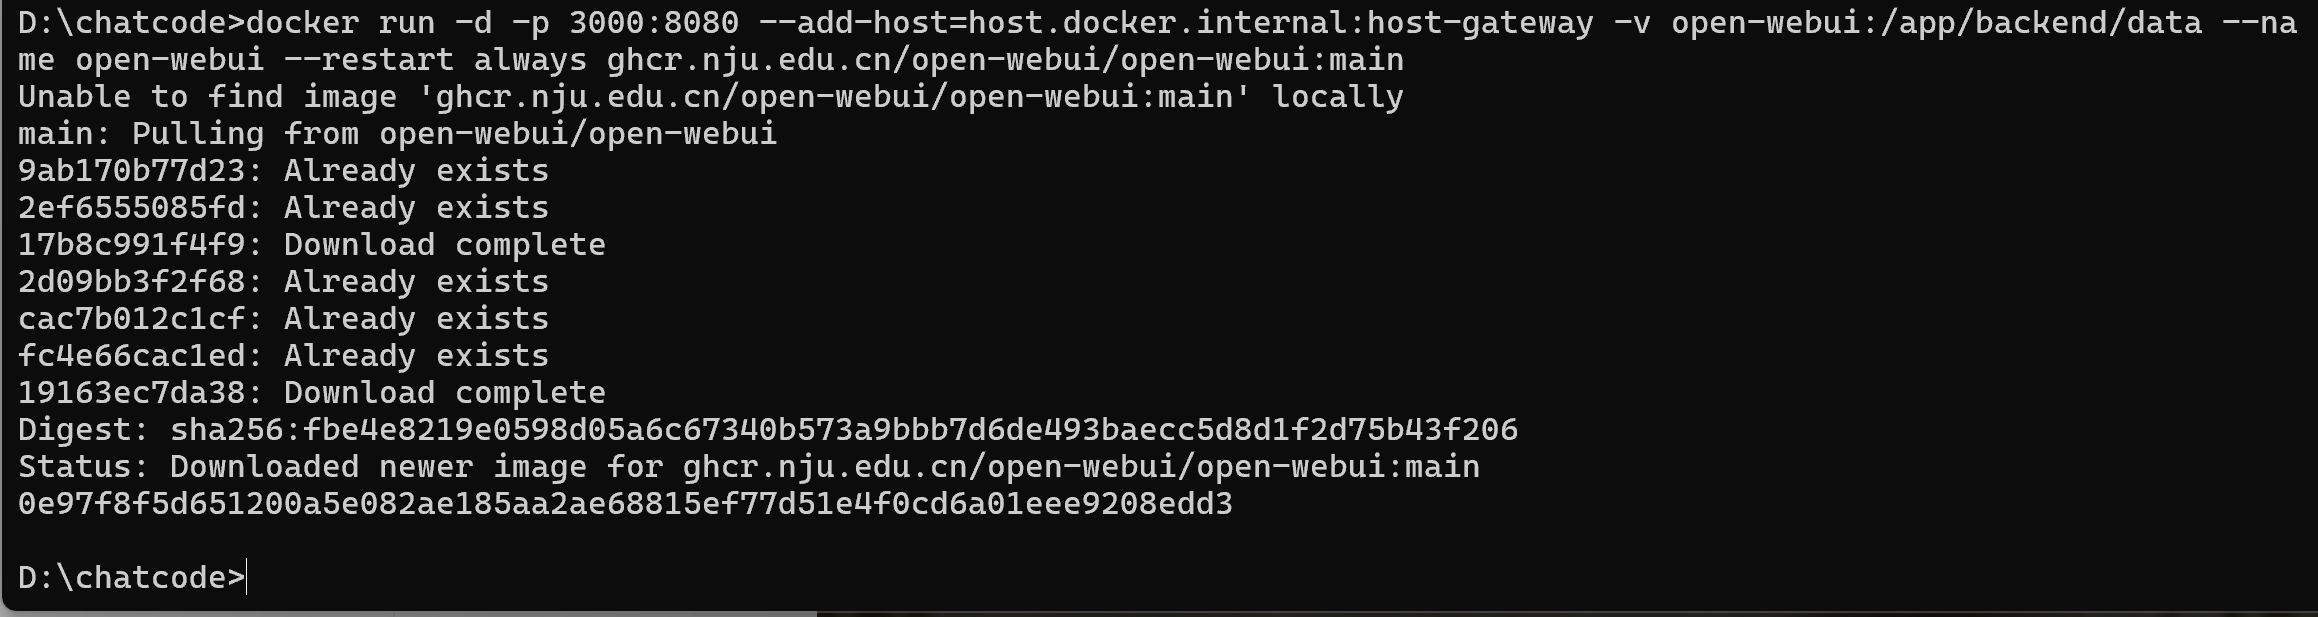 D:\chatcode>docker run -d -p 3000:8080 --add-host=host.docker.internal:host-gateway -v open-webui:/app/backend/data --na
me open-webui --restart always ghcr.nju.edu.cn/open-webui/open-webui:main
Unable to find image 'ghcr.nju.edu.cn/open-webui/open-webui:main' locally
main: Pulling from open-webui/open-webui
9ab170b77d23: Already exists
2ef6555085fd: Already exists
17b8c991f4f9: Download complete
2d09bb3f2f68: Already exists
cac7b012c1cf: Already exists
fc4e66cac1ed: Already exists
19163ec7da38: Download complete
Digest: sha256:fbe4e8219e0598d05a6c67340b573a9bbb7d6de493baecc5d8d1f2d75b43f206
Status: Downloaded newer image for ghcr.nju.edu.cn/open-webui/open-webui:main
0e97f8f5d651200a5e082ae185aa2ae68815ef77d51e4f0cd6a01eee9208edd3
D:\chatcode>